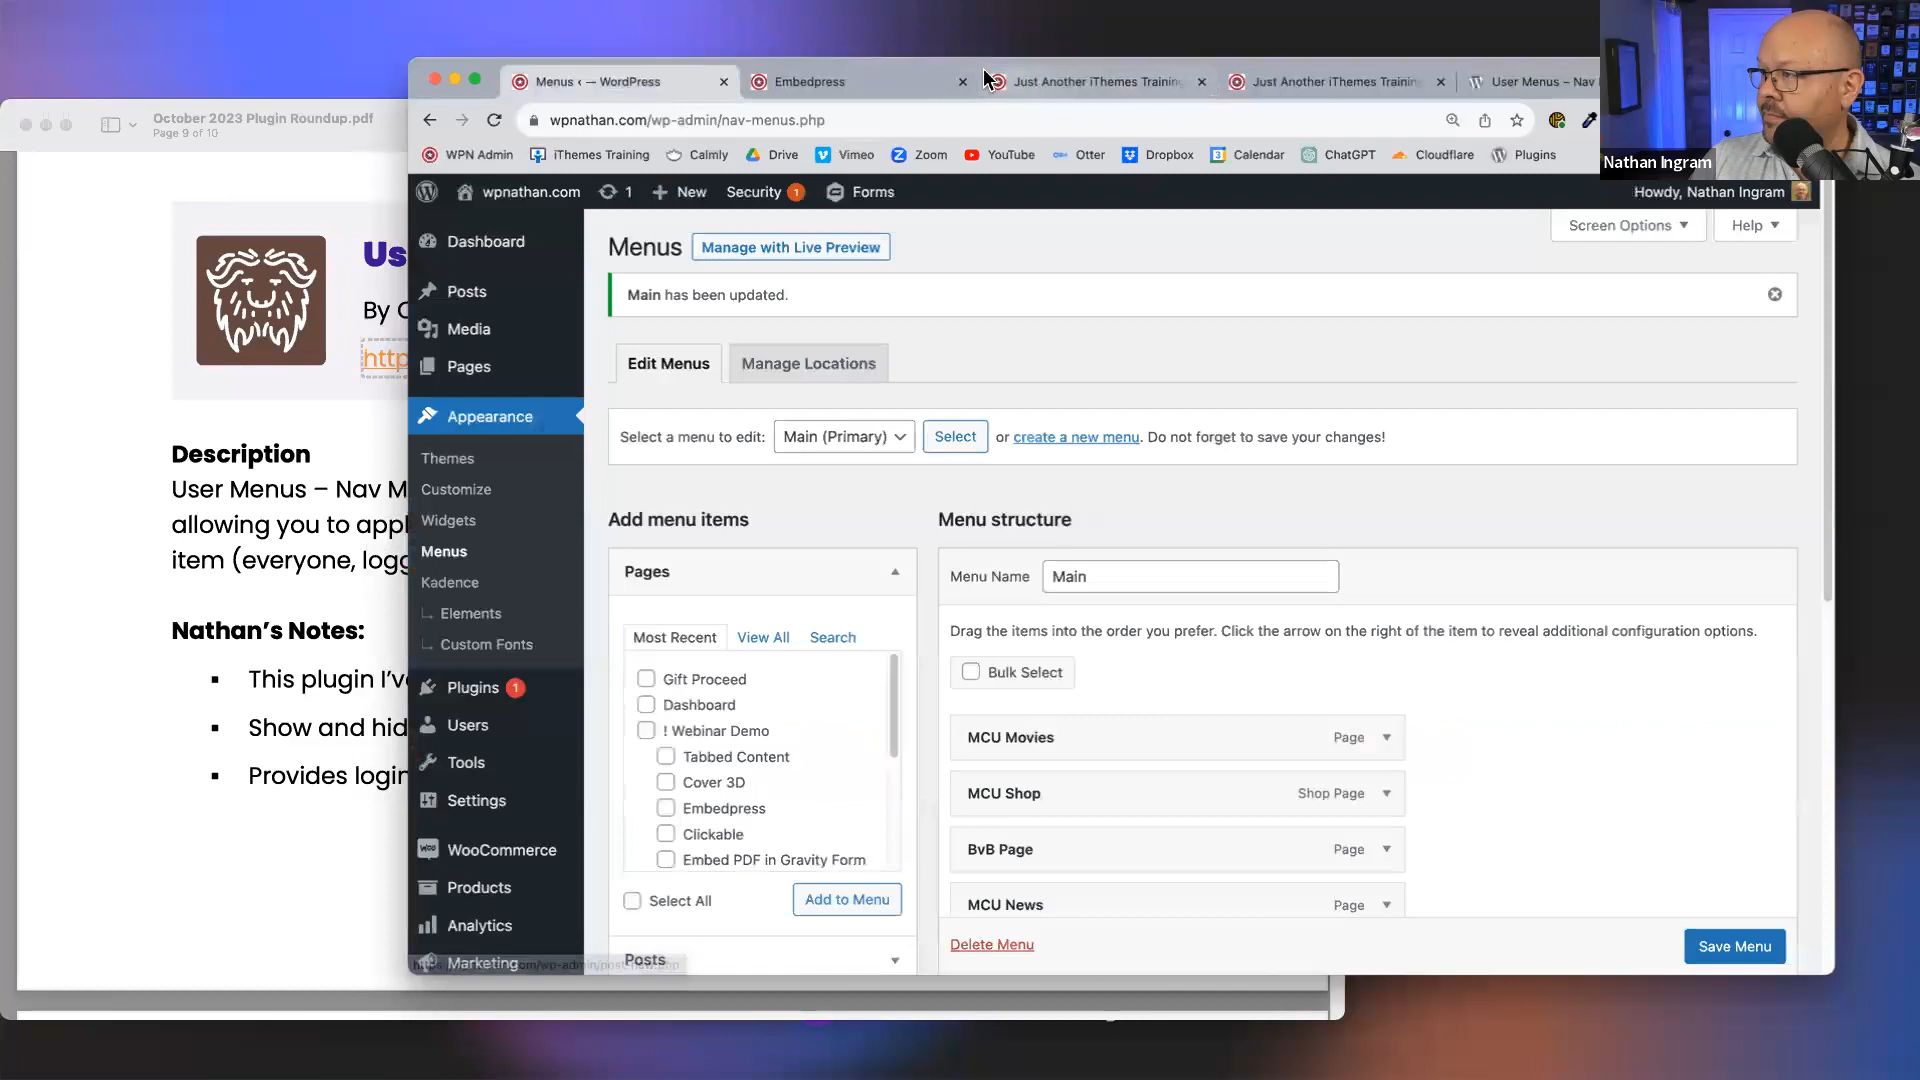 October 2023 Plugin Roundup.pdf
Page 9 of 10
By
Description
User Menus – Nav M
allowing you to
item (everyone,
Nathan's Notes:
This plugin I've
Show and hid
Provides login
Menus ‹ — WordPress
Embedpress
Just Another iThemes Training
Just Another iThemes Trainin
User Menus – Nav
wpnathan.com/wp-admin/nav-menus.php
WPN Admin
iThemes Training
Calmly
Drive
Vimeo
Zoom
YouTube
Otter
Dropbox
Calendar
ChatGPT
Cloudflare
Plugins
Nathan Ingram
wpnathan.com
1
New
Security 1
Forms
Howdy, Nathan Ingram
Dashboard
Posts
Media
Pages
Appearance
Themes
Customize
Widgets
Menus
Kadence
Elements
Custom Fonts
Plugins 1
Users
Tools
Settings
WooCommerce
Products
Analytics
Marketing
Screen Options
Help
Menus
Manage with Live Preview
Main has been updated.
Edit Menus
Manage Locations
Select a menu to edit: Main (Primary) Select or create a new menu. Do not forget to save your changes!
Add menu items
Pages
Most Recent
View All
Search
Gift Proceed
Dashboard
! Webinar Demo
Tabbed Content
Cover 3D
Embedpress
Clickable
Embed PDF in Gravity Form
Select All
Add to Menu
Posts
Menu structure
Menu Name Main
Drag the items into the order you prefer. Click the arrow on the right of the item to reveal additional configuration options.
Bulk Select
MCU Movies Page
MCU Shop Shop Page
BvB Page Page
MCU News Page
Delete Menu
Save Menu